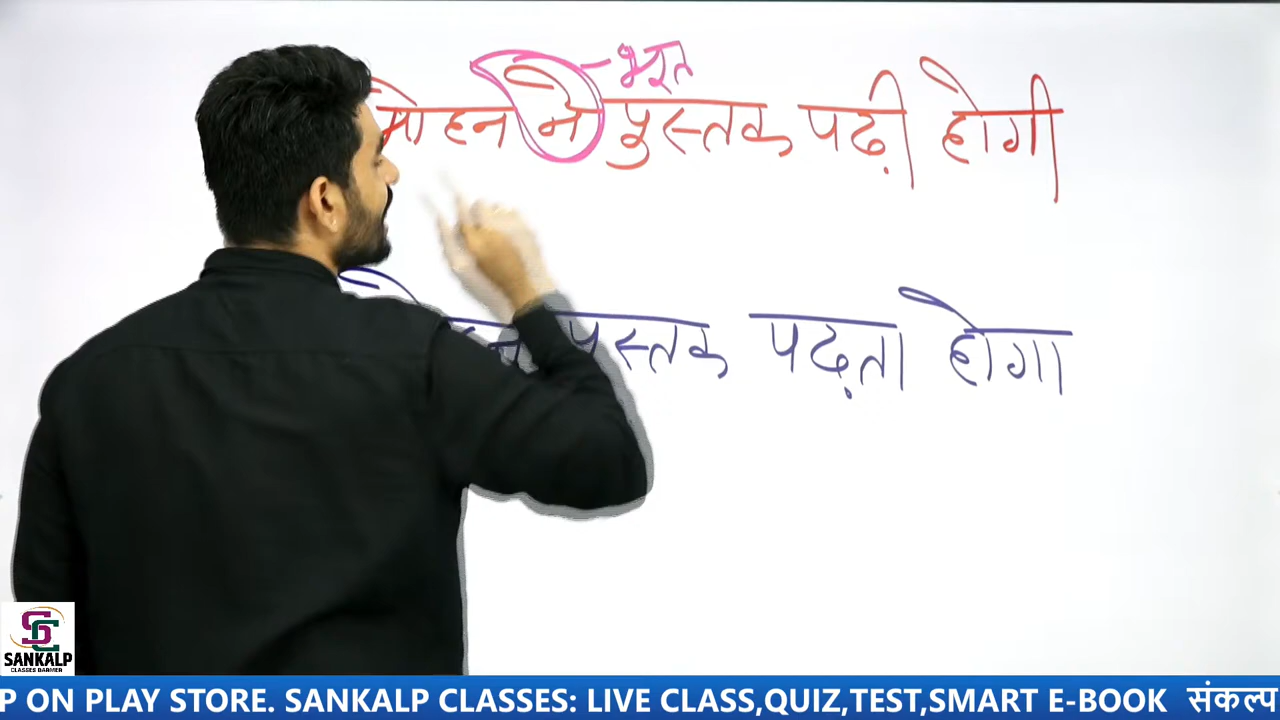 – भूत
मोहन ने पुस्तक पढ़ी होगी
पुस्तक पढ़ता होगा
SC
SANKALP
CLASSES BARMER
P ON PLAY STORE. SANKALP CLASSES: LIVE CLASS,QUIZ,TEST,SMART E-BOOK संकल्प